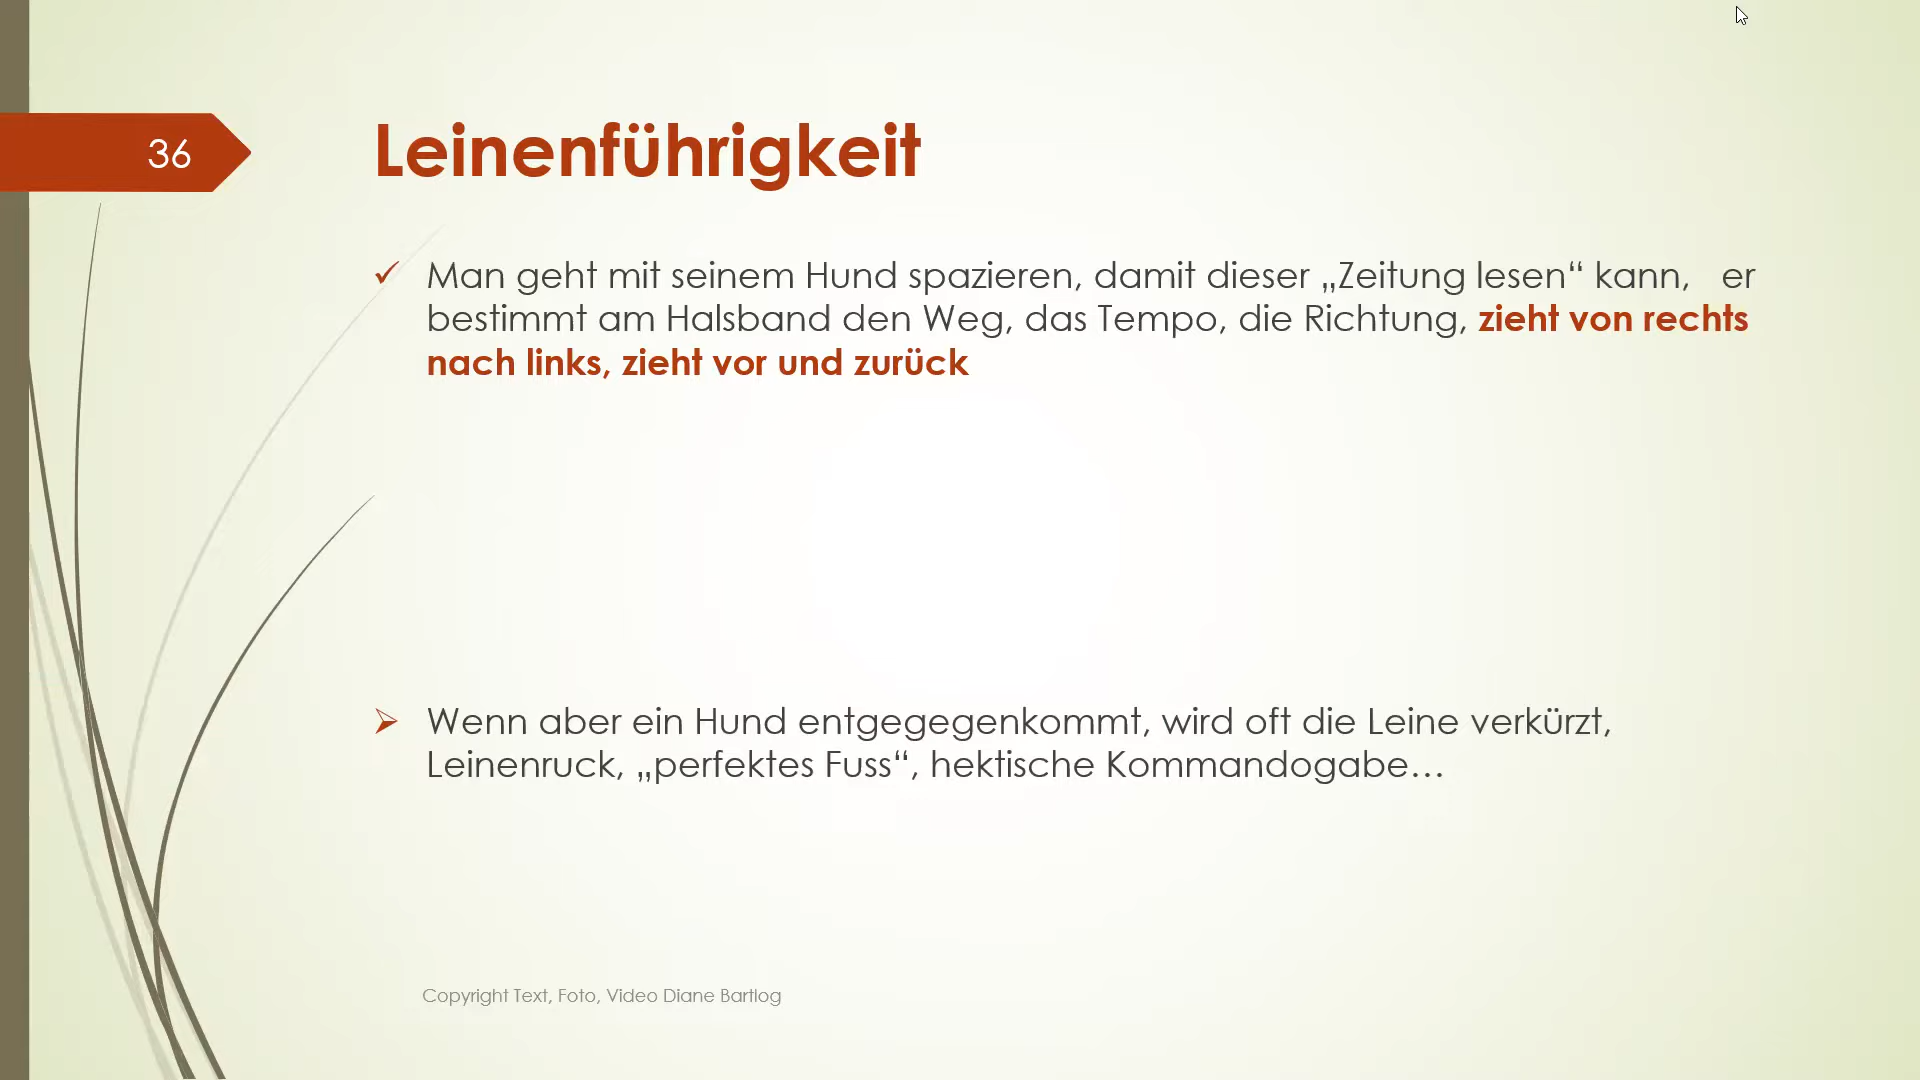 36
Leinenführigkeit
Man geht mit seinem Hund spazieren, damit dieser „Zeitung lesen“ kann, er
bestimmt am Halsband den Weg, das Tempo, die Richtung, zieht von rechts
nach links, zieht vor und zurück
Wenn aber ein Hund entgegegenkommt, wird oft die Leine verkürzt,
Leinenruck, „perfektes Fuss“, hektische Kommandogabe…
Copyright Text, Foto, Video Diane Bartlog